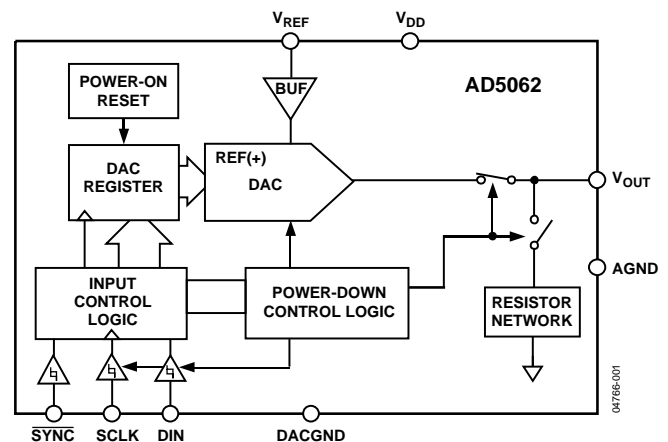 VREF
VDD
POWER-ON
RESET
BUF
AD5062
DAC
REGISTER
REF(+)
DAC
VOUT
AGND
INPUT
CONTROL
LOGIC
POWER-DOWN
CONTROL LOGIC
RESISTOR
NETWORK
SYNC
SCLK
DIN
DACGND
04766-001